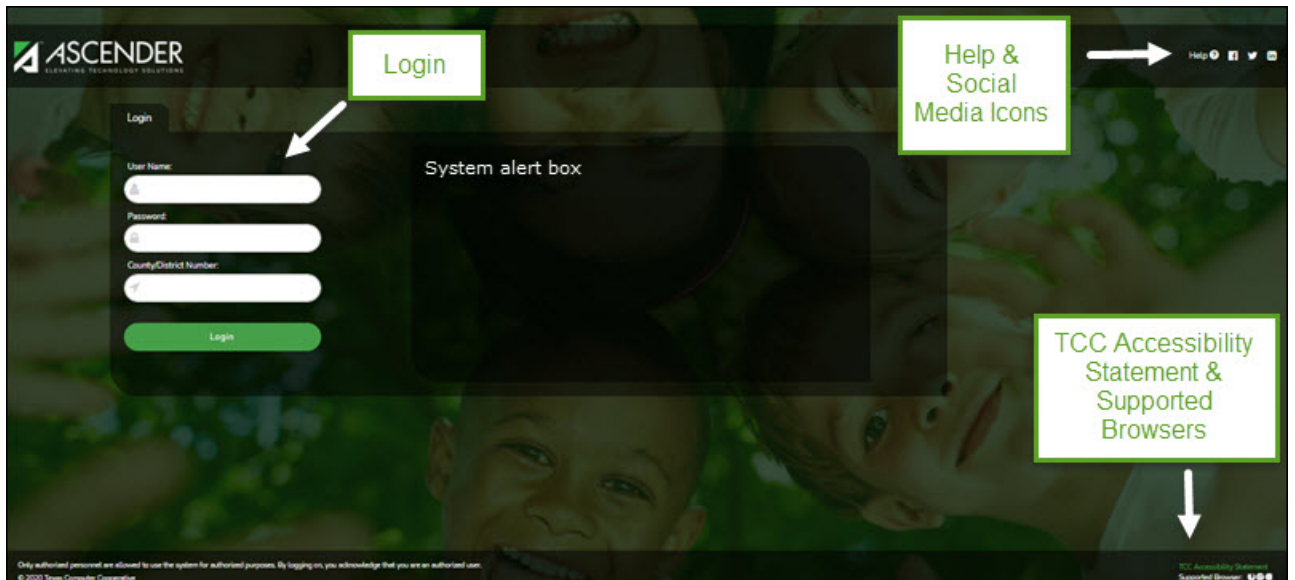 ASCENDER
ELEVATING TECHNOLOGY SOLUTIONS
Login
Help &
Social
Media Icons
Help
Login
User Name:
Password:
County/District Number:
Login
System alert box
TCC Accessibility
Statement &
Supported
Browsers
Only authorized personnel are allowed to use the system for authorized purposes. By logging on, you acknowledge that you are an authorized user.
© 2020 Texas Computer Cooperative
TCC Accessibility Statement
Supported Browser: